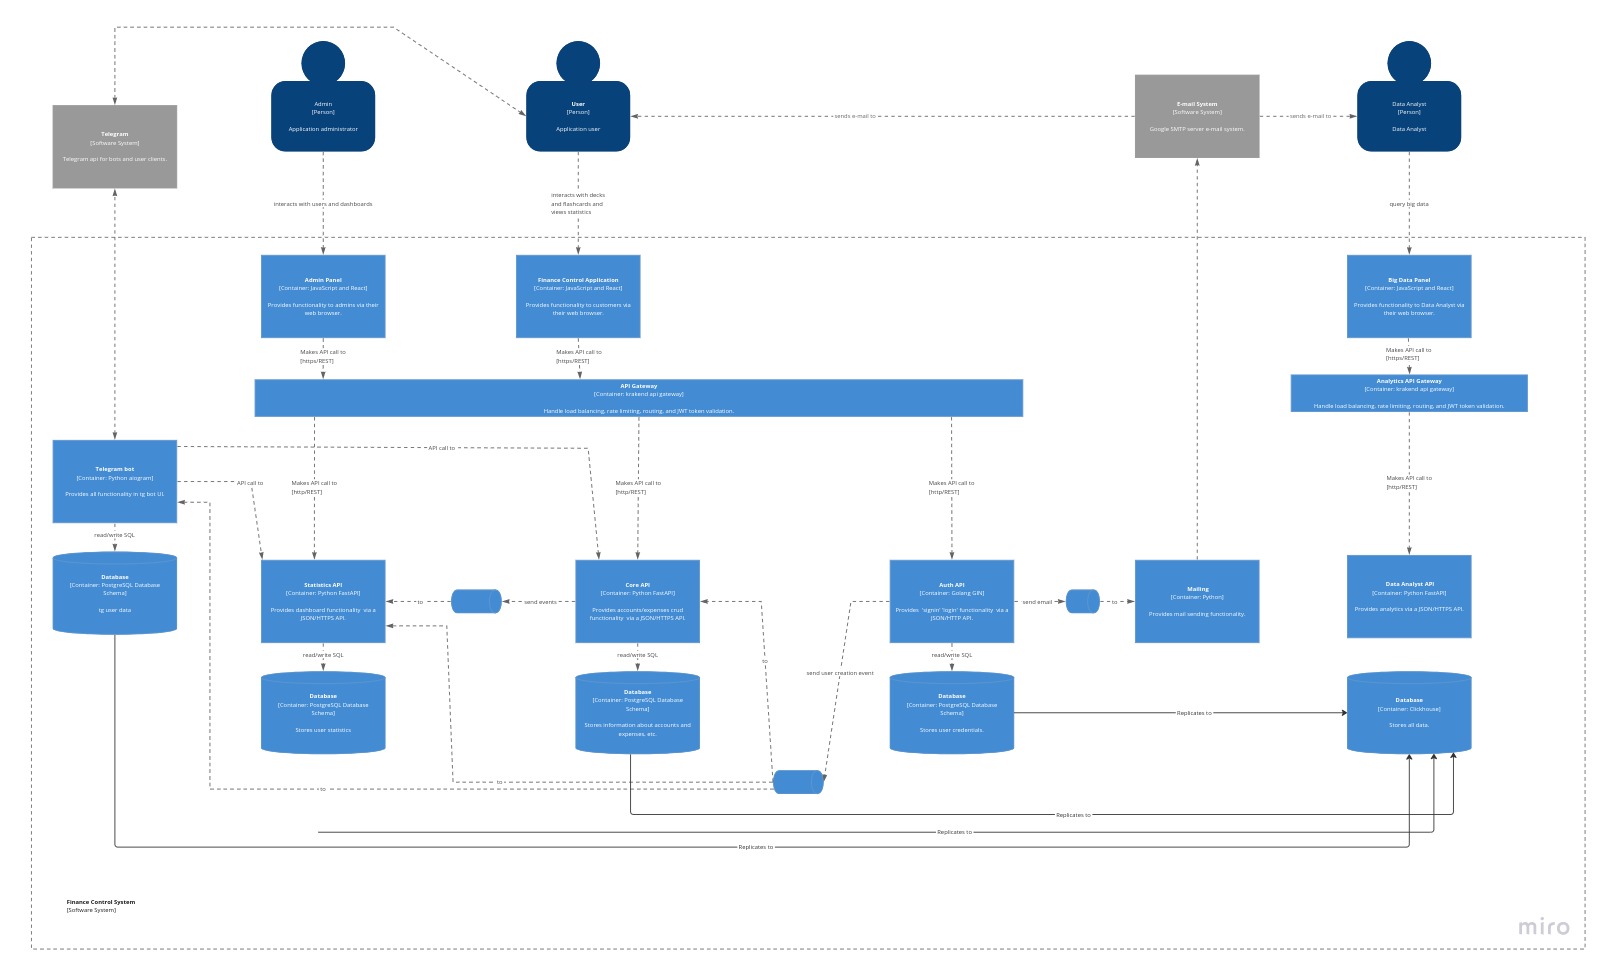 Admin
[Person]
Application administrator
User
[Person]
Application user
E-mail System
[Software System]
Google SMTP server e-mail system.
Data Analyst
[Person]
Data Analyst
Telegram
[Software System]
Telegram api for bots and user clients.
sends e-mail to
sends e-mail to
interacts with users and dashboards
interacts with decks
and flashcards and
views statistics
query big data
Admin Panel
[Container: JavaScript and React]
Provides functionality to admins via their
web browser.
Finance Control Application
[Container: JavaScript and React]
Provides functionality to customers via
their web browser.
Big Data Panel
[Container: JavaScript and React]
Provides functionality to Data Analyst via
their web browser.
Makes API call to
[https/REST]
Makes API call to
[https/REST]
Makes API call to
[https/REST]
API Gateway
[Container: krakend api gateway]
Handle load balancing, rate limiting, routing, and JWT token validation.
Analytics API Gateway
[Container: krakend api gateway]
Handle load balancing, rate limiting, routing, and JWT token validation.
Telegram bot
[Container: Python aiogram]
Provides all functionality in tg bot UI.
API call to
API call to
Makes API call to
[http/REST]
Makes API call to
[http/REST]
Makes API call to
[http/REST]
Makes API call to
[http/REST]
read/write SQL
Database
[Container: PostgreSQL Database
Schema]
tg user data
Statistics API
[Container: Python FastAPI]
Provides dashboard functionality via a
JSON/HTTPS API.
to
send events
Core API
[Container: Python FastAPI]
Provides accounts/expenses crud
functionality via a JSON/HTTPS API.
Auth API
[Container: Golang GIN]
Provides 'signin' 'login' functionality via a
JSON/HTTP API.
send email
to
Mailing
[Container: Python]
Provides mail sending functionality.
Data Analyst API
[Container: Python FastAPI]
Provides analytics via a JSON/HTTPS API.
read/write SQL
read/write SQL
to
send user creation event
read/write SQL
Database
[Container: PostgreSQL Database
Schema]
Stores user statistics
Database
[Container: PostgreSQL Database
Schema]
Stores information about accounts and
expenses, etc.
Database
[Container: PostgreSQL Database
Schema]
Stores user credentials.
Replicates to
Database
[Container: Clickhouse]
Stores all data.
to
to
Replicates to
Replicates to
Replicates to
Finance Control System
[Software System]
miro